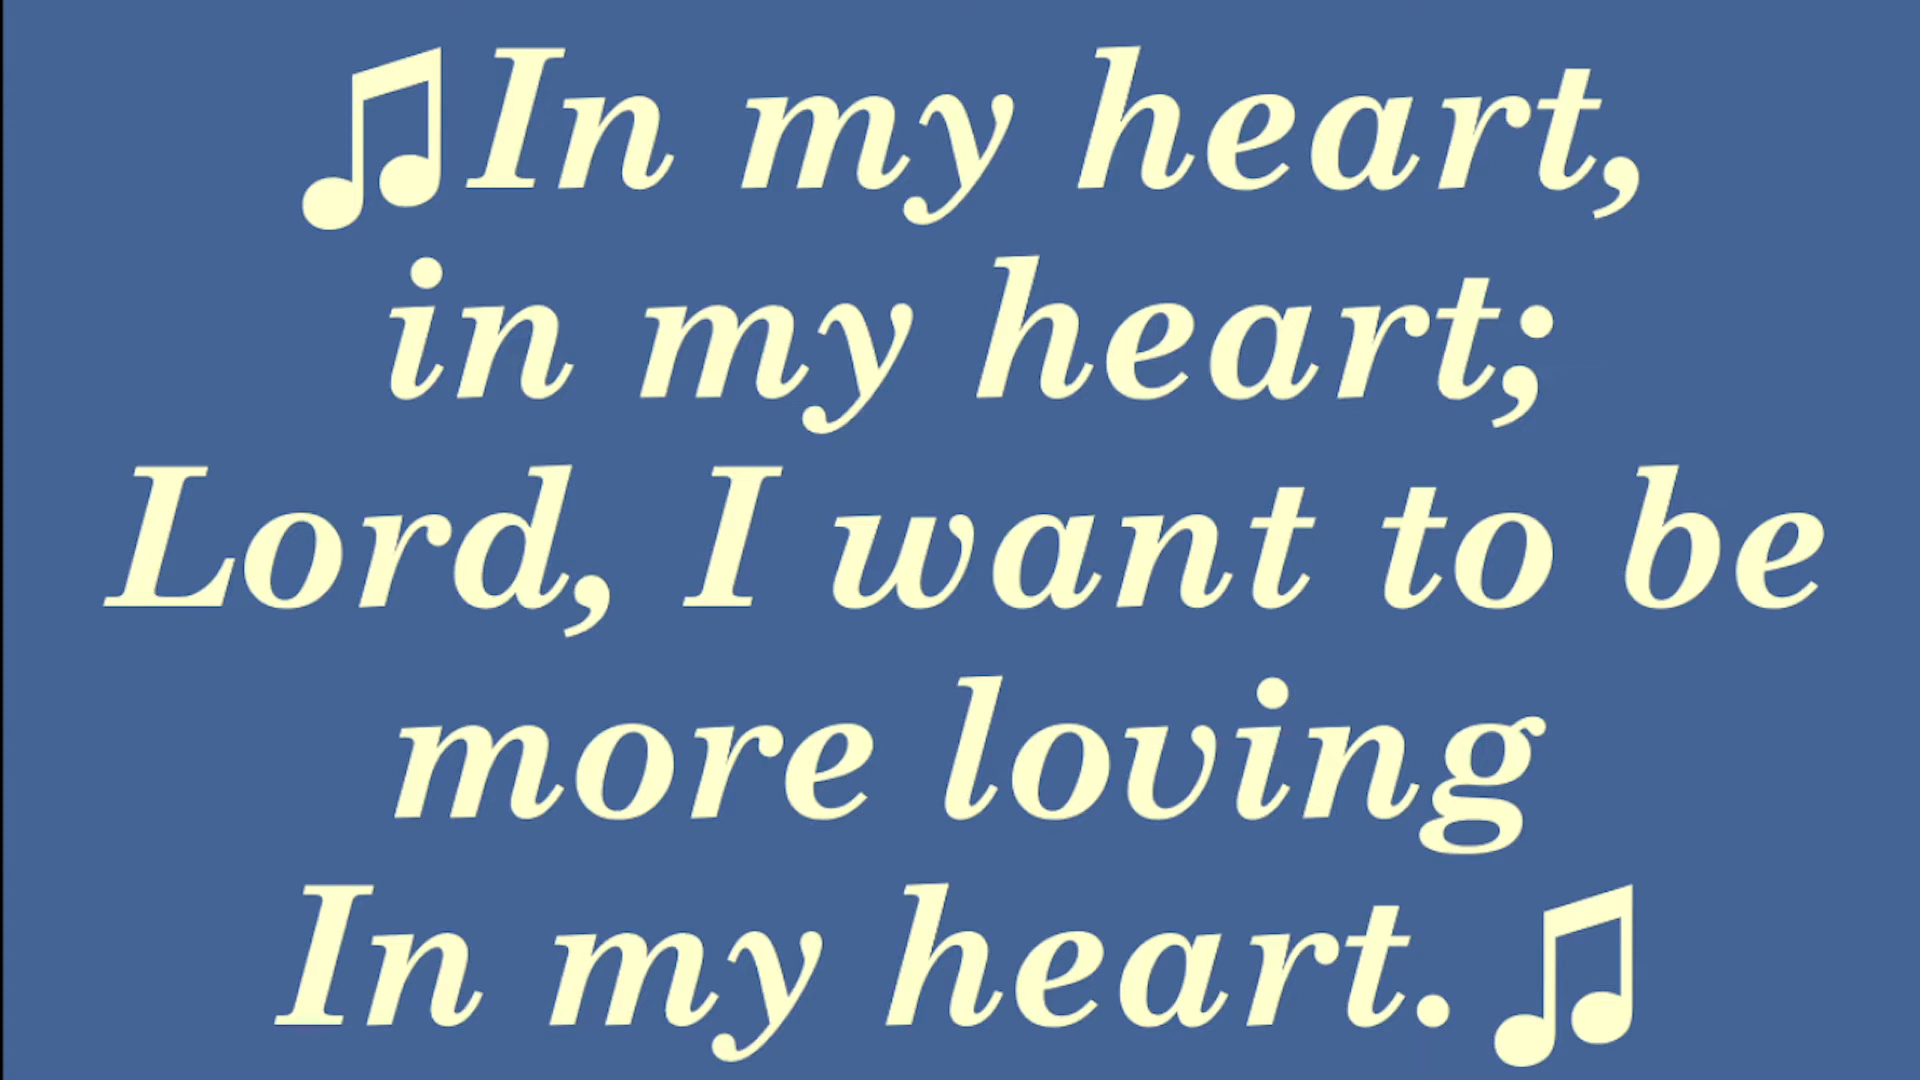 ♫In my heart,
in my heart;
Lord, I want to be
more loving
In my heart.♫